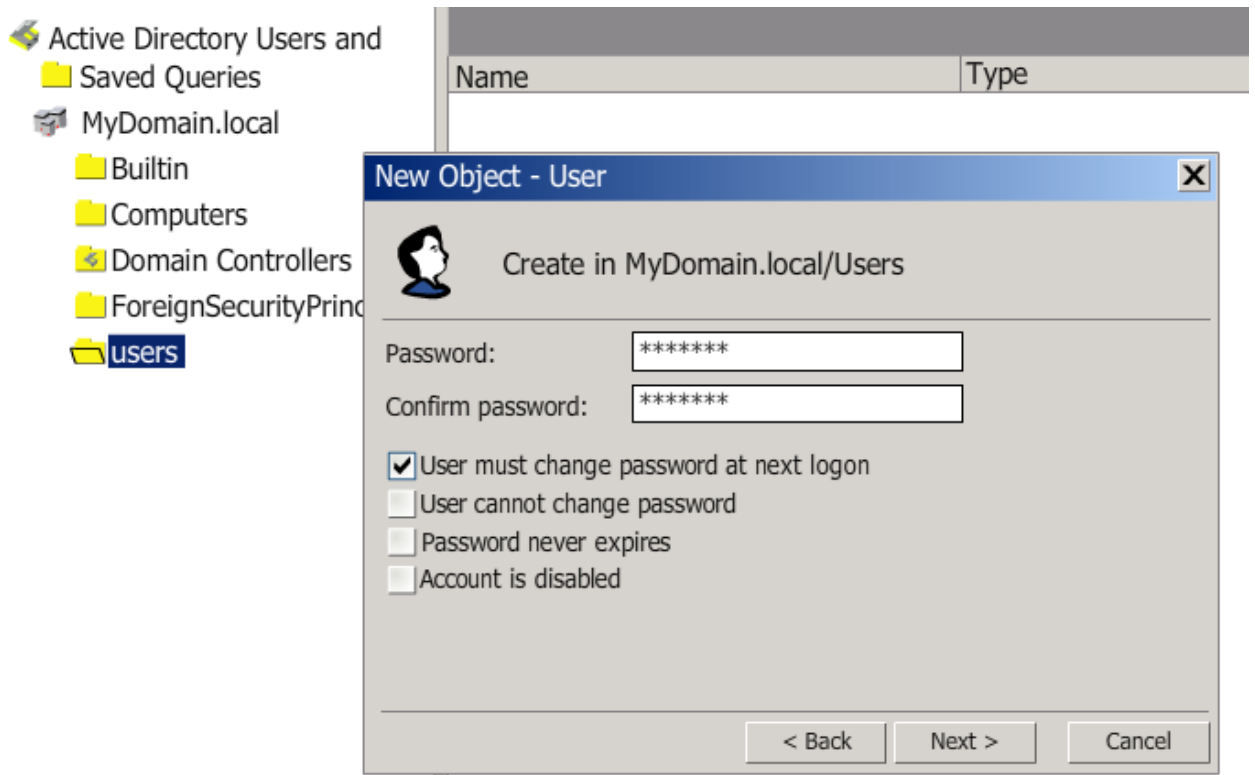 Active Directory Users and
Saved Queries
MyDomain.local
Builtin
Computers
Domain Controllers
ForeignSecurityPrinc
users
Name Type
New Object - User
X
Create in MyDomain.local/Users
Password: *******
Confirm password: *******
User must change password at next logon
User cannot change password
Password never expires
Account is disabled
< Back Next > Cancel